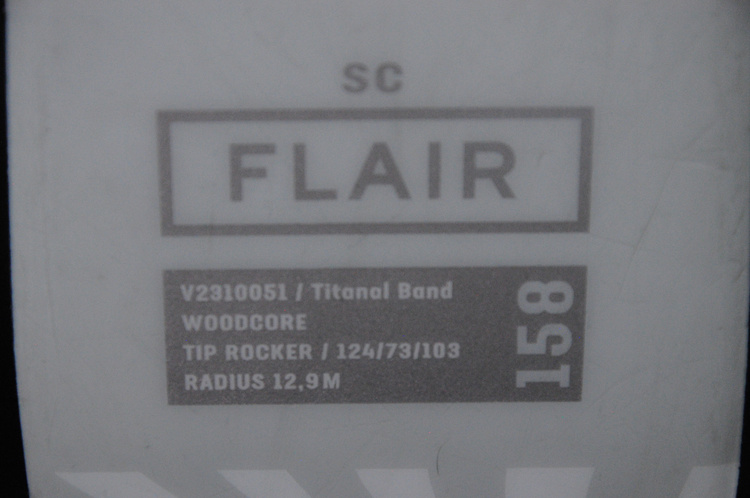 SC
FLAIR
V2310051 / Titanal Band
WOODCORE
TIP ROCKER / 124/73/103
RADIUS 12,9M
158